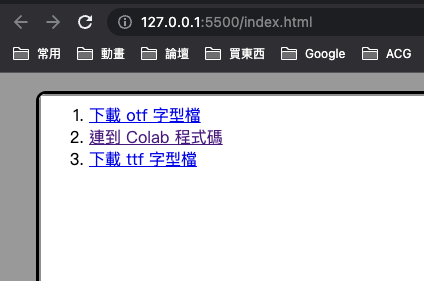 127.0.0.1:5500/index.html
常用 動畫 論壇 買東西 Google ACG
1. 下載 otf 字型檔
2. 連到 Colab 程式碼
3. 下載 ttf 字型檔